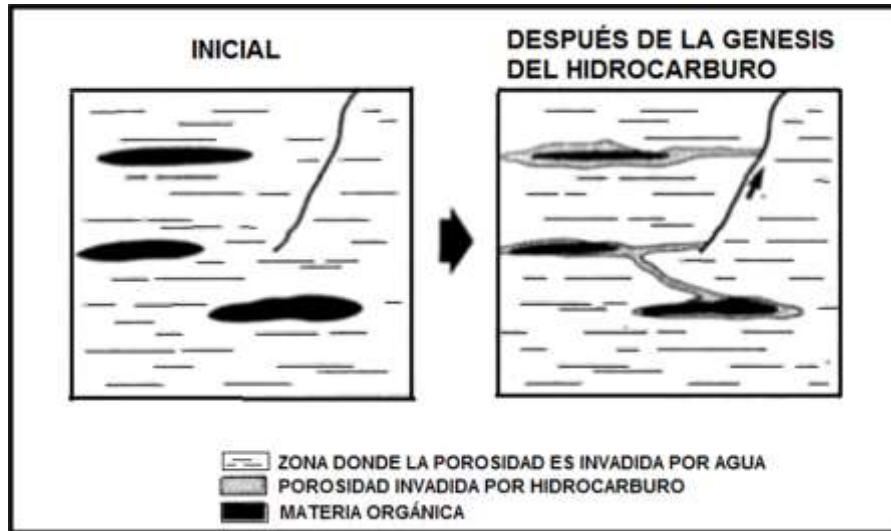 INICIAL
DESPUÉS DE LA GENESIS
DEL HIDROCARBURO
ZONA DONDE LA POROSIDAD ES INVADIDA POR AGUA
POROSIDAD INVADIDA POR HIDROCARBURO
MATERIA ORGÁNICA